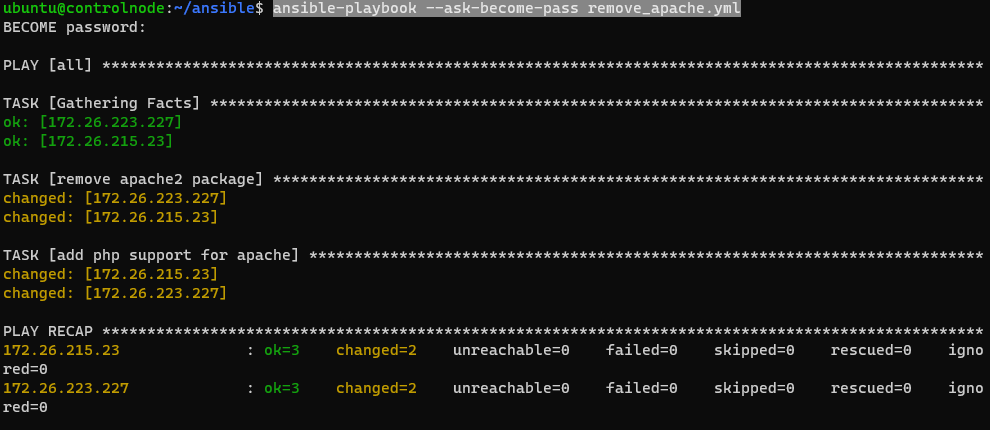 ubuntu@controlnode:~/ansible$ ansible-playbook --ask-become-pass remove_apache.yml
BECOME password:
PLAY [all] **************************************************************************************************
TASK [Gathering Facts] **************************************************************************************
ok: [172.26.223.227]
ok: [172.26.215.23]
TASK [remove apache2 package] *******************************************************************************
changed: [172.26.223.227]
changed: [172.26.215.23]
TASK [add php support for apache] ***************************************************************************
changed: [172.26.215.23]
changed: [172.26.223.227]
PLAY RECAP **************************************************************************************************
172.26.215.23              : ok=3    changed=2    unreachable=0    failed=0    skipped=0    rescued=0    igno
red=0
172.26.223.227             : ok=3    changed=2    unreachable=0    failed=0    skipped=0    rescued=0    igno
red=0